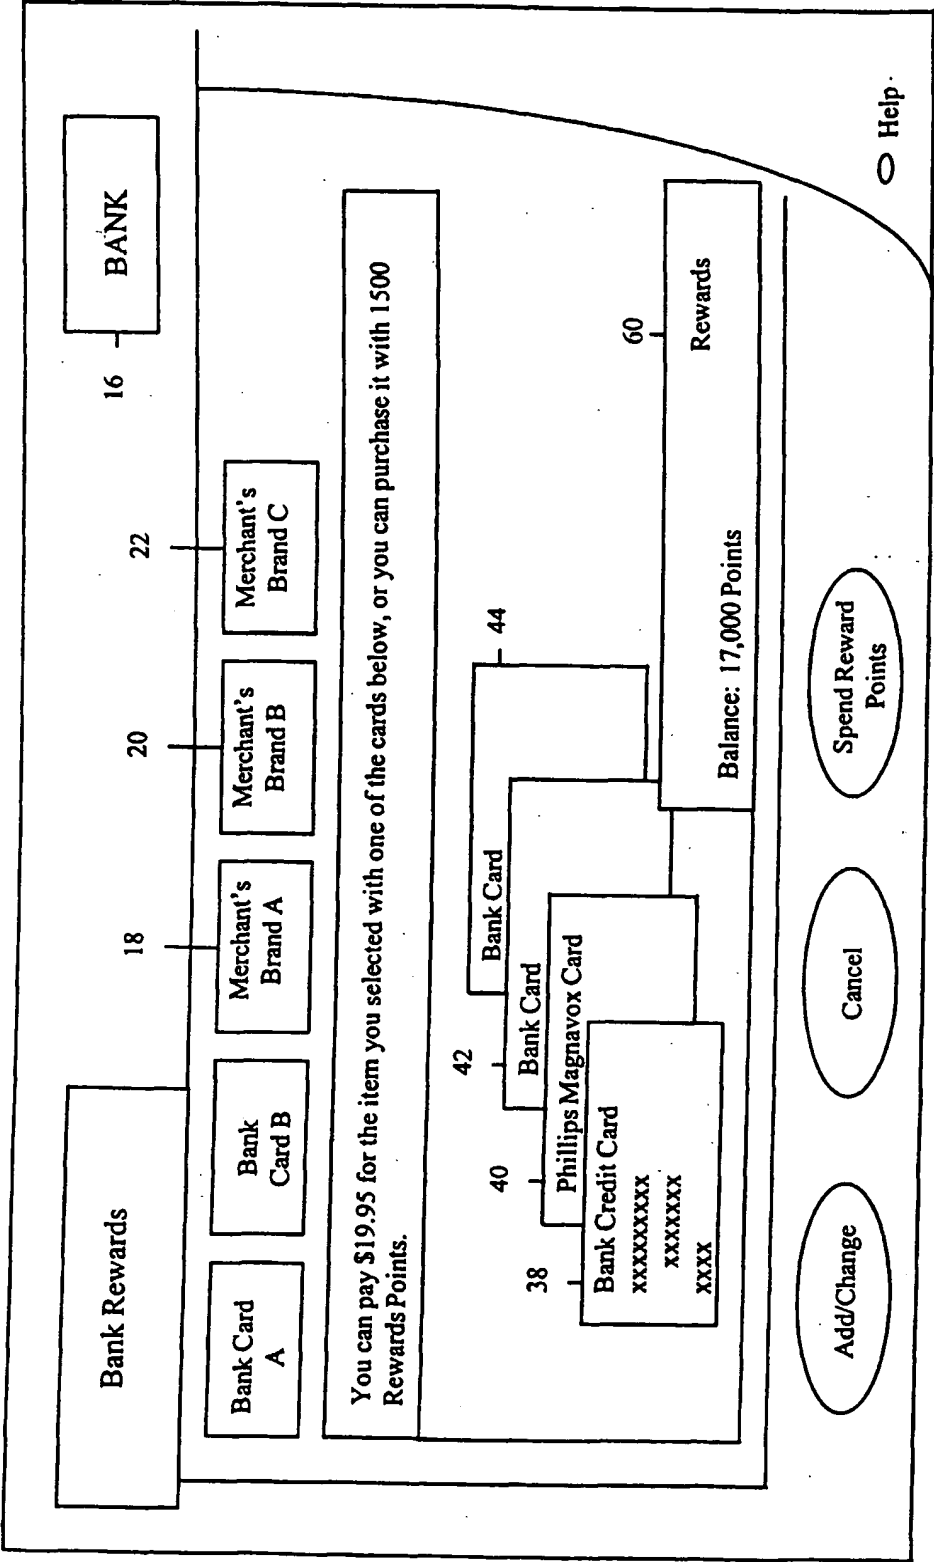 Bank Rewards
16
BANK
18
20
22
Bank Card
A
Bank
Card B
Merchant's
Brand A
Merchant's
Brand B
Merchant's
Brand C
You can pay $19.95 for the item you selected with one of the cards below, or you can purchase it with 1500
Rewards Points.
44
Bank Card
42
Bank Card
40
Phillips Magnavox Card
38
Bank Credit Card
xxxxxxxxx
xxxxxxx
xxxx
60
Rewards
Balance: 17,000 Points
Add/Change
Cancel
Spend Reward
Points
Help